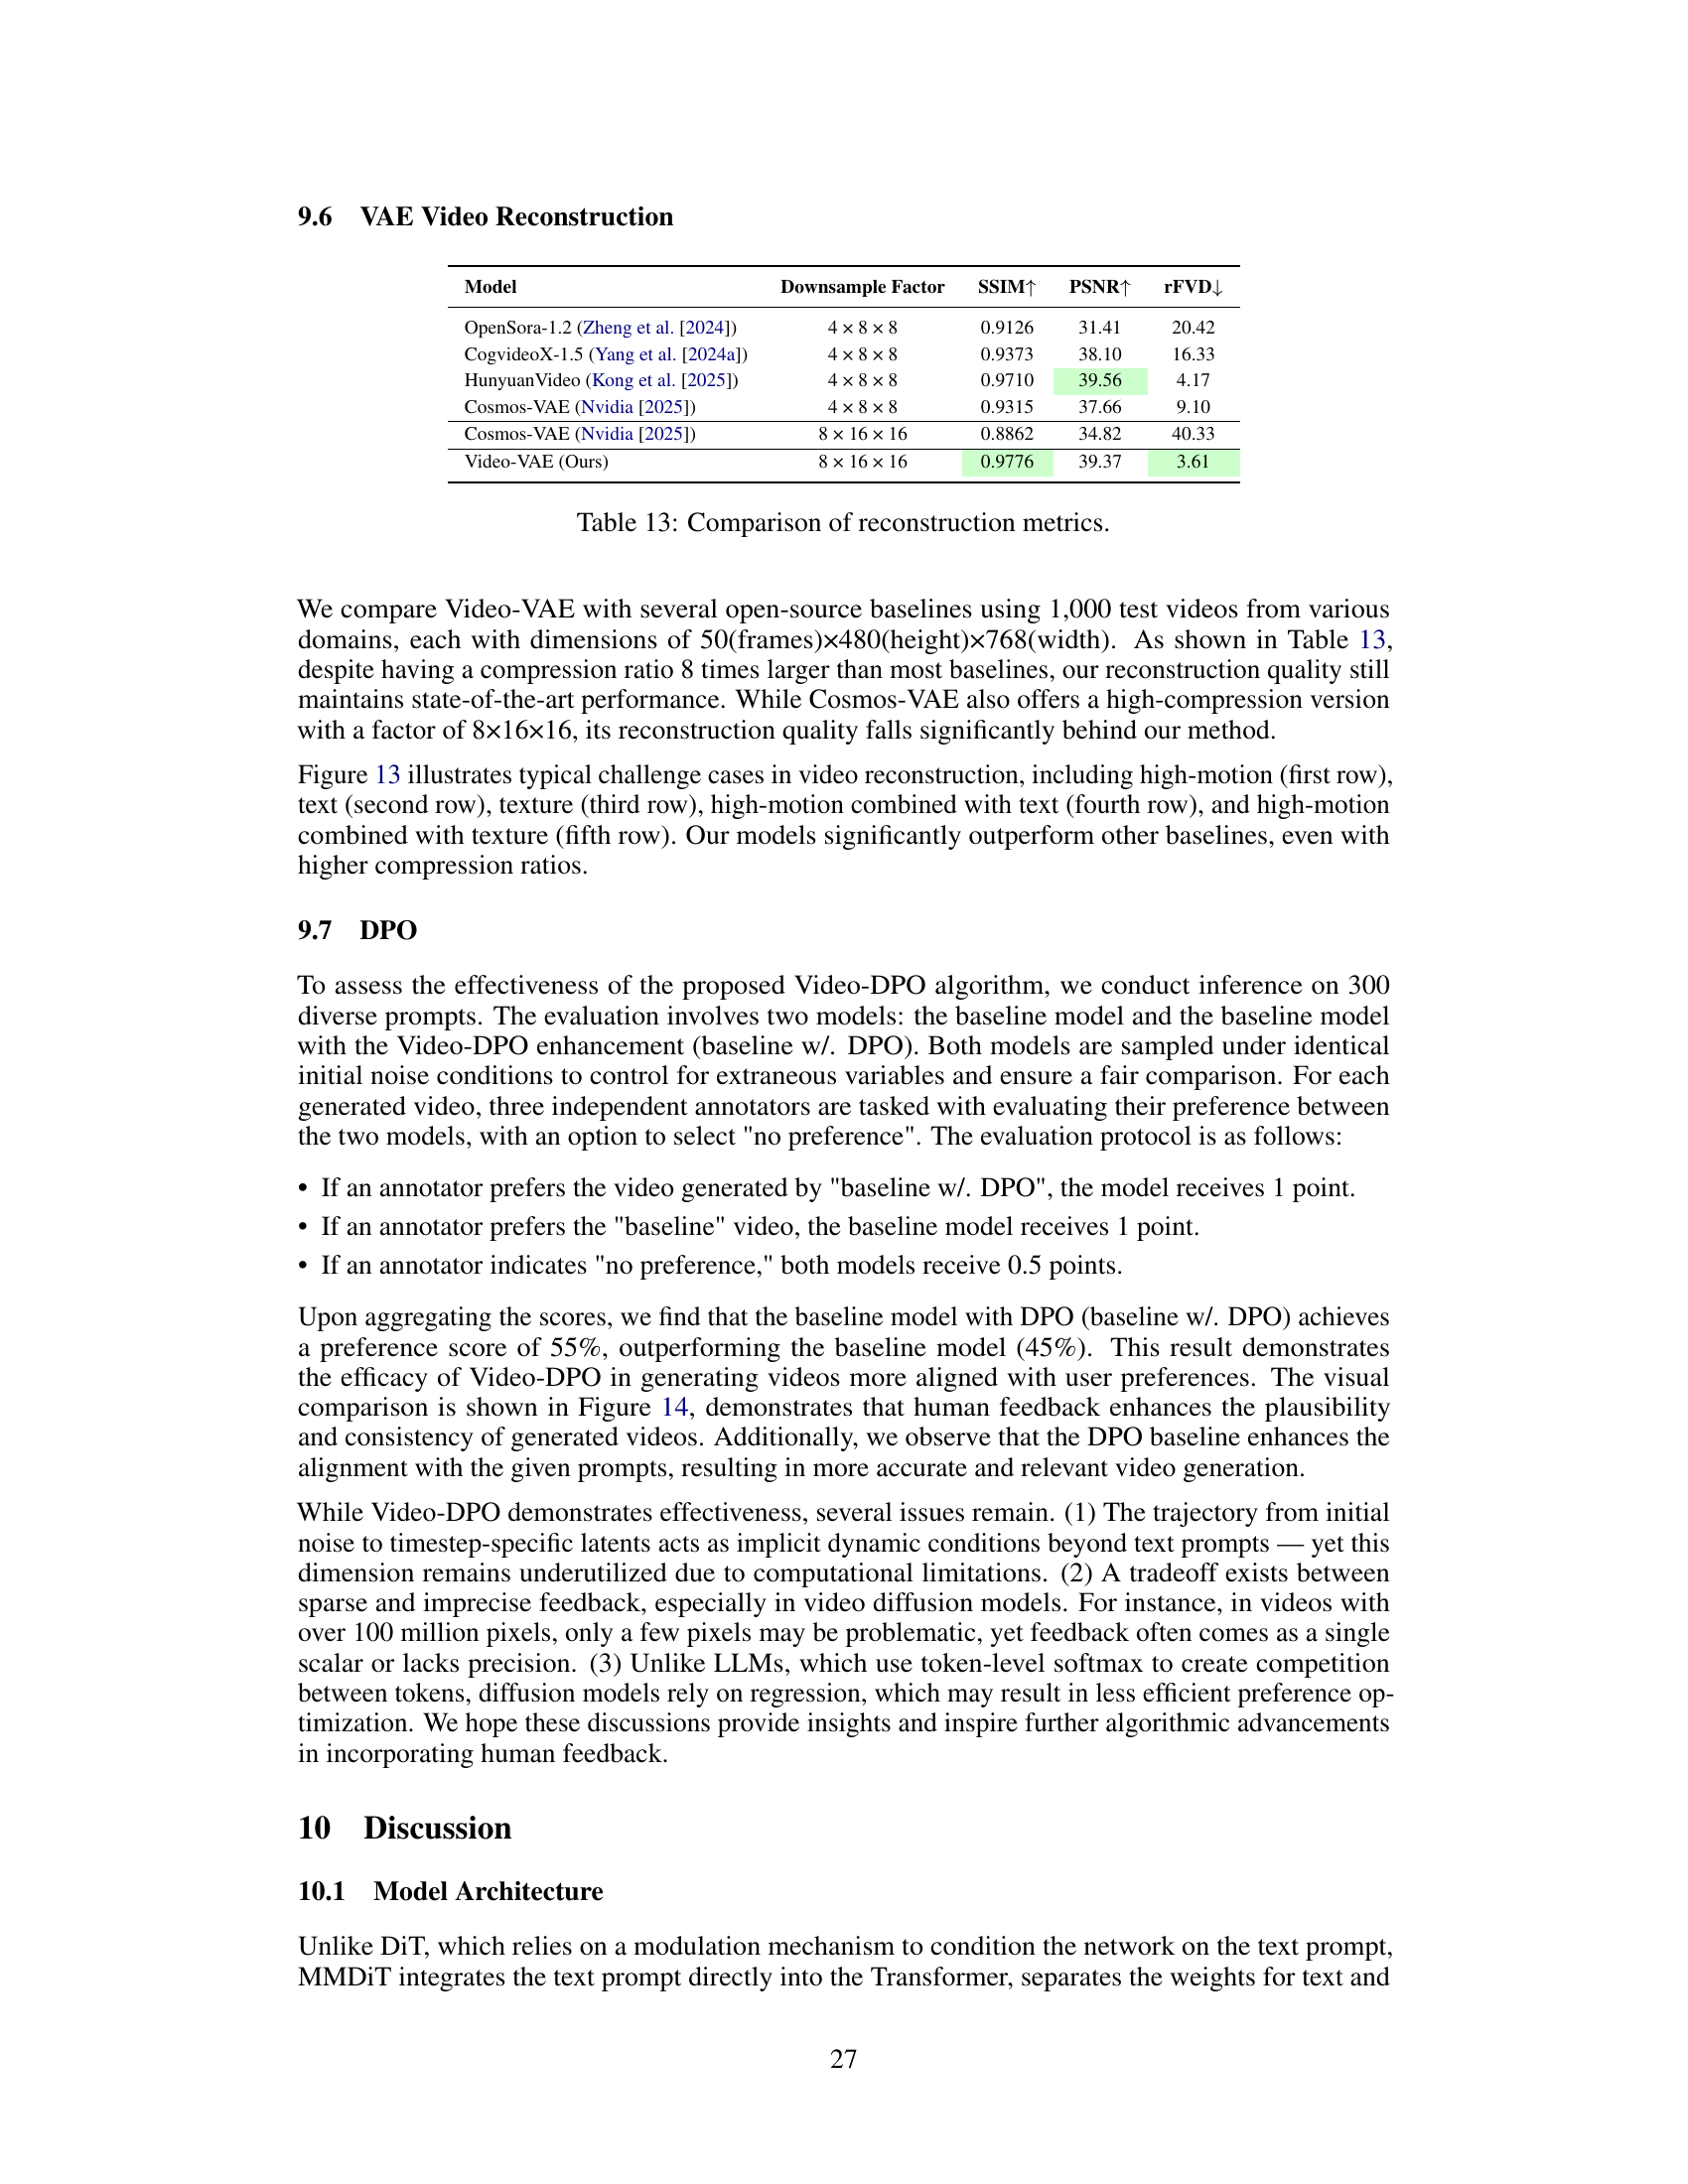 9.6 VAE Video Reconstruction
Model Downsample Factor SSIM↑ PSNR↑ rFVD↓
OpenSora-1.2 (Zheng et al. [2024]) 4 × 8 × 8 0.9126 31.41 20.42
CogvideoX-1.5 (Yang et al. [2024a]) 4 × 8 × 8 0.9373 38.10 16.33
HunyuanVideo (Kong et al. [2025]) 4 × 8 × 8 0.9710 39.56 4.17
Cosmos-VAE (Nvidia [2025]) 4 × 8 × 8 0.9315 37.66 9.10
Cosmos-VAE (Nvidia [2025]) 8 × 16 × 16 0.8862 34.82 40.33
Video-VAE (Ours) 8 × 16 × 16 0.9776 39.37 3.61
Table 13: Comparison of reconstruction metrics.
We compare Video-VAE with several open-source baselines using 1,000 test videos from various
domains, each with dimensions of 50(frames)×480(height)×768(width). As shown in Table 13,
despite having a compression ratio 8 times larger than most baselines, our reconstruction quality still
maintains state-of-the-art performance. While Cosmos-VAE also offers a high-compression version
with a factor of 8×16×16, its reconstruction quality falls significantly behind our method.
Figure 13 illustrates typical challenge cases in video reconstruction, including high-motion (first row),
text (second row), texture (third row), high-motion combined with text (fourth row), and high-motion
combined with texture (fifth row). Our models significantly outperform other baselines, even with
higher compression ratios.
9.7 DPO
To assess the effectiveness of the proposed Video-DPO algorithm, we conduct inference on 300
diverse prompts. The evaluation involves two models: the baseline model and the baseline model
with the Video-DPO enhancement (baseline w/. DPO). Both models are sampled under identical
initial noise conditions to control for extraneous variables and ensure a fair comparison. For each
generated video, three independent annotators are tasked with evaluating their preference between
the two models, with an option to select "no preference". The evaluation protocol is as follows:
• If an annotator prefers the video generated by "baseline w/. DPO", the model receives 1 point.
• If an annotator prefers the "baseline" video, the baseline model receives 1 point.
• If an annotator indicates "no preference," both models receive 0.5 points.
Upon aggregating the scores, we find that the baseline model with DPO (baseline w/. DPO) achieves
a preference score of 55%, outperforming the baseline model (45%). This result demonstrates
the efficacy of Video-DPO in generating videos more aligned with user preferences. The visual
comparison is shown in Figure 14, demonstrates that human feedback enhances the plausibility
and consistency of generated videos. Additionally, we observe that the DPO baseline enhances the
alignment with the given prompts, resulting in more accurate and relevant video generation.
While Video-DPO demonstrates effectiveness, several issues remain. (1) The trajectory from initial
noise to timestep-specific latents acts as implicit dynamic conditions beyond text prompts — yet this
dimension remains underutilized due to computational limitations. (2) A tradeoff exists between
sparse and imprecise feedback, especially in video diffusion models. For instance, in videos with
over 100 million pixels, only a few pixels may be problematic, yet feedback often comes as a single
scalar or lacks precision. (3) Unlike LLMs, which use token-level softmax to create competition
between tokens, diffusion models rely on regression, which may result in less efficient preference op-
timization. We hope these discussions provide insights and inspire further algorithmic advancements
in incorporating human feedback.
10 Discussion
10.1 Model Architecture
Unlike DiT, which relies on a modulation mechanism to condition the network on the text prompt,
MMDiT integrates the text prompt directly into the Transformer, separates the weights for text and
27